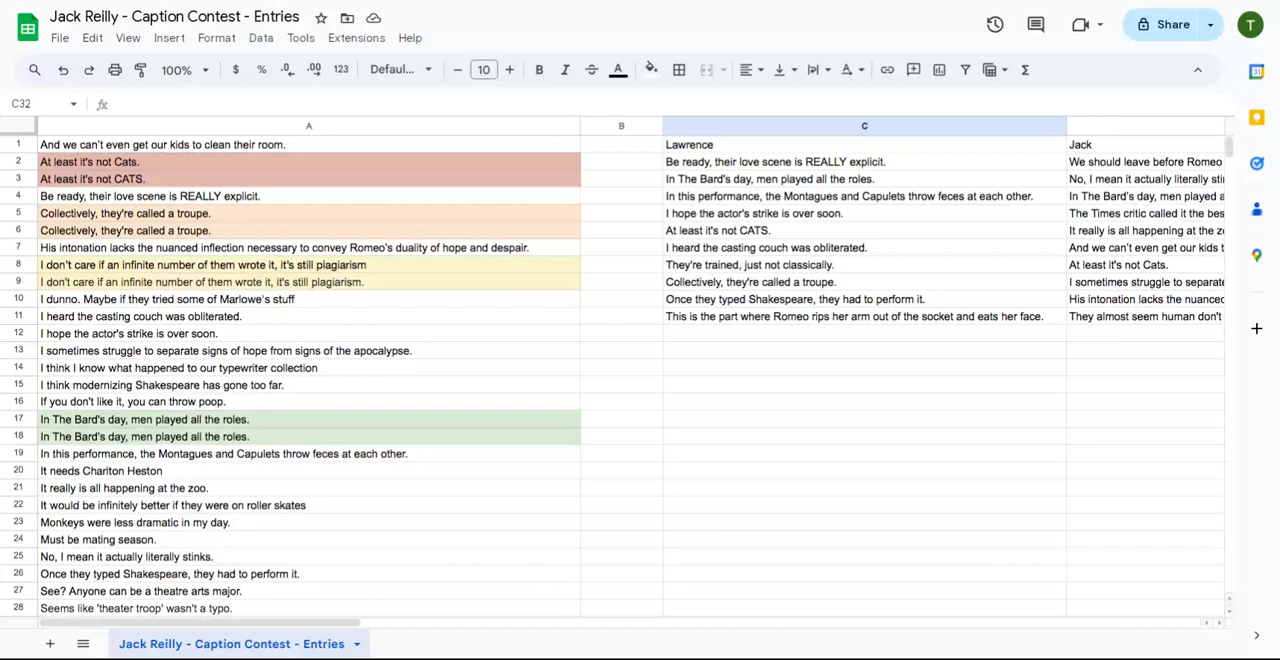 Jack Reilly - Caption Contest - Entries
File Edit View Insert Format Data Tools Extensions Help
Share
T
100% $ % .0 .00 123 Defaul... − 10 + B I S A Σ
31
C32 fx
A B C
1 And we can't even get our kids to clean their room. Lawrence Jack
2 At least it's not Cats. Be ready, their love scene is REALLY explicit. We should leave before Romeo
3 At least it's not CATS. In The Bard's day, men played all the roles. No, I mean it actually literally sti
4 Be ready, their love scene is REALLY explicit. In this performance, the Montagues and Capulets throw feces at each other. In The Bard's day, men played a
5 Collectively, they're called a troupe. I hope the actor's strike is over soon. The Times critic called it the bes
6 Collectively, they're called a troupe. At least it's not CATS. It really is all happening at the z
7 His intonation lacks the nuanced inflection necessary to convey Romeo's duality of hope and despair. I heard the casting couch was obliterated. And we can't even get our kids t
8 I don't care if an infinite number of them wrote it, it's still plagiarism They're trained, just not classically. At least it's not Cats.
9 I don't care if an infinite number of them wrote it, it's still plagiarism. Collectively, they're called a troupe. I sometimes struggle to separate
10 I dunno. Maybe if they tried some of Marlowe's stuff Once they typed Shakespeare, they had to perform it. His intonation lacks the nuanced
11 I heard the casting couch was obliterated. This is the part where Romeo rips her arm out of the socket and eats her face. They almost seem human don't
12 I hope the actor's strike is over soon.
13 I sometimes struggle to separate signs of hope from signs of the apocalypse.
14 I think I know what happened to our typewriter collection
15 I think modernizing Shakespeare has gone too far.
16 If you don't like it, you can throw poop.
17 In The Bard's day, men played all the roles.
18 In The Bard's day, men played all the roles.
19 In this performance, the Montagues and Capulets throw feces at each other.
20 It needs Charlton Heston
21 It really is all happening at the zoo.
22 It would be infinitely better if they were on roller skates
23 Monkeys were less dramatic in my day.
24 Must be mating season.
25 No, I mean it actually literally stinks.
26 Once they typed Shakespeare, they had to perform it.
27 See? Anyone can be a theatre arts major.
28 Seems like 'theater troop' wasn't a typo.
Jack Reilly - Caption Contest - Entries